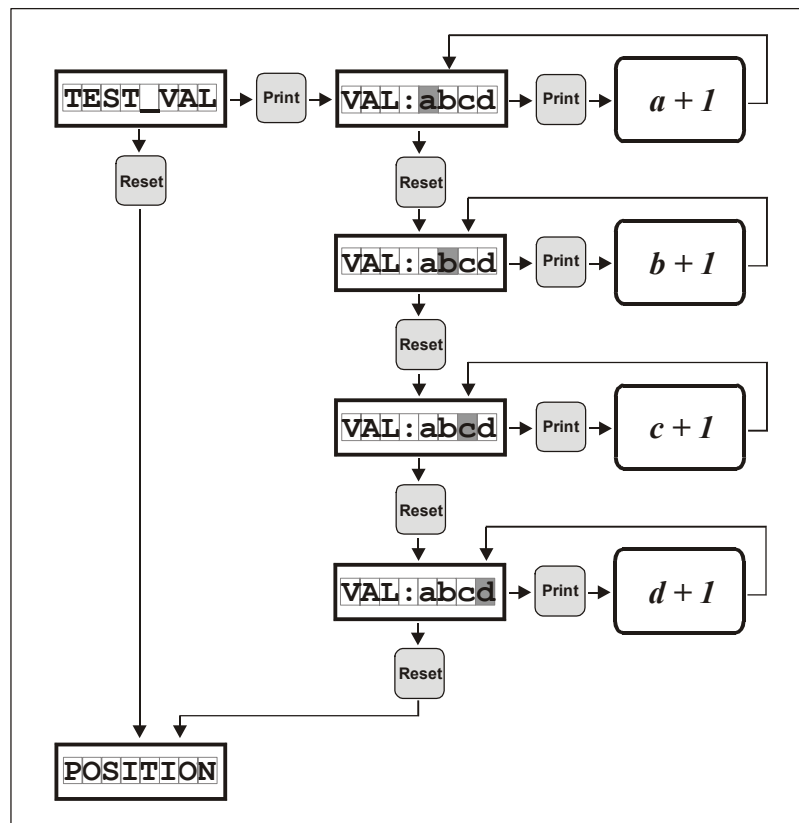 TEST_VAL Print VAL:abcd Print a + 1
Reset Reset
VAL:abcd Print b + 1
Reset
VAL:abcd Print c + 1
Reset
VAL:abcd Print d + 1
Reset
POSITION